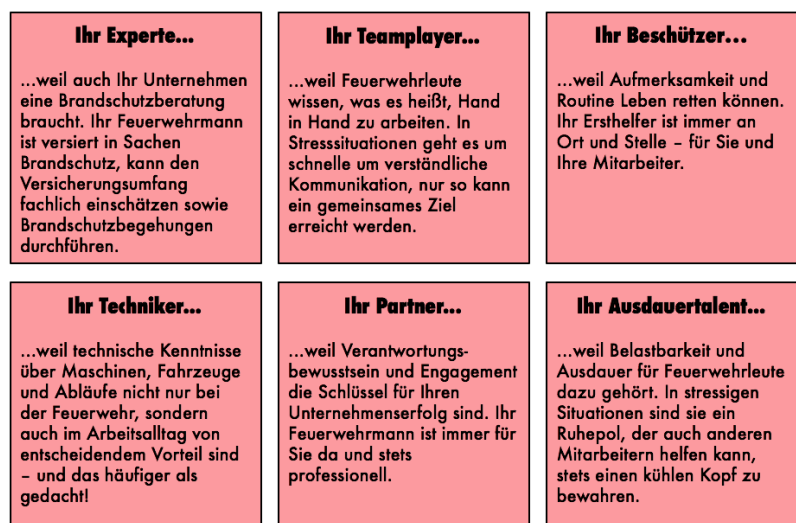 Ihr Experte...
...weil auch Ihr Unternehmen
eine Brandschutzberatung
braucht. Ihr Feuerwehrmann
ist versiert in Sachen
Brandschutz, kann den
Versicherungsumfang
fachlich einschätzen sowie
Brandschutzbegehungen
durchführen.
Ihr Teamplayer...
...weil Feuerwehrleute
wissen, was es heißt, Hand
in Hand zu arbeiten. In
Stresssituationen geht es um
schnelle um verständliche
Kommunikation, nur so kann
ein gemeinsames Ziel
erreicht werden.
Ihr Beschützer...
...weil Aufmerksamkeit und
Routine Leben retten können.
Ihr Ersthelfer ist immer an
Ort und Stelle – für Sie und
Ihre Mitarbeiter.
Ihr Techniker...
...weil technische Kenntnisse
über Maschinen, Fahrzeuge
und Abläufe nicht nur bei
der Feuerwehr, sondern
auch im Arbeitsalltag von
entscheidendem Vorteil sind
– und das häufiger als
gedacht!
Ihr Partner...
...weil Verantwortungs-
bewusstsein und Engagement
die Schlüssel für Ihren
Unternehmenserfolg sind. Ihr
Feuerwehrmann ist immer für
Sie da und stets
professionell.
Ihr Ausdauertalent...
...weil Belastbarkeit und
Ausdauer für Feuerwehrleute
dazu gehört. In stressigen
Situationen sind sie ein
Ruhepol, der auch anderen
Mitarbeitern helfen kann,
stets einen kühlen Kopf zu
bewahren.